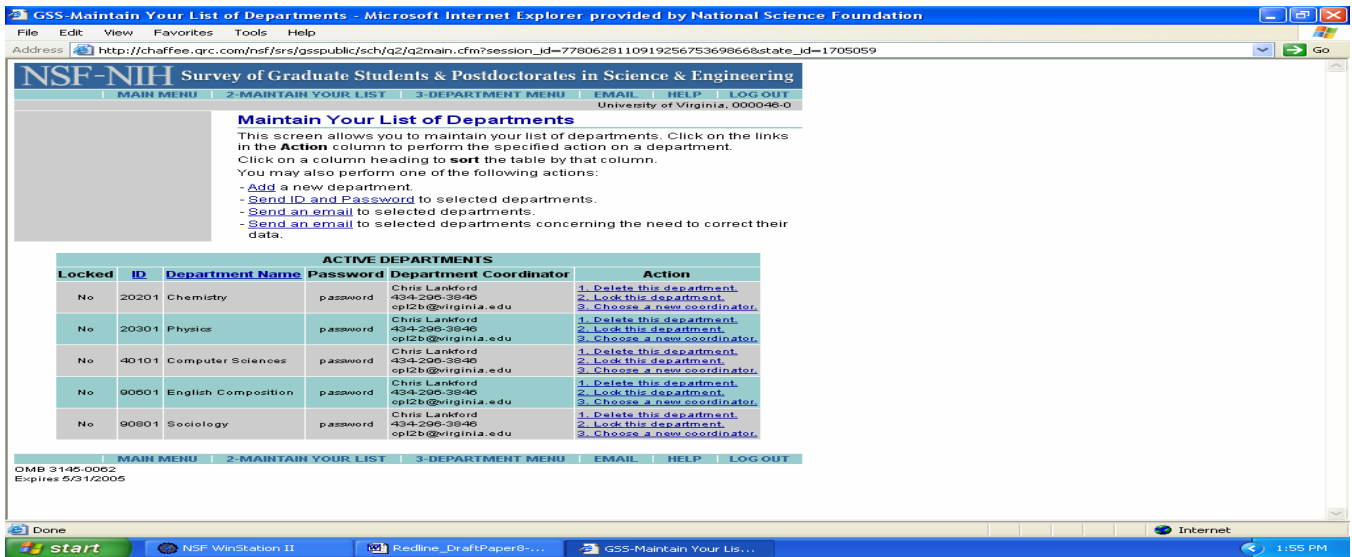 GSS-Maintain Your List of Departments - Microsoft Internet Explorer provided by National Science Foundation
File Edit View Favorites Tools Help
Address http://chaffee.qrc.com/nsf/srs/gsspublic/sch/q2/q2main.cfm?session_id=77806281109192567536986&state_id=1705059 Go
NSF-NIH Survey of Graduate Students & Postdoctorates in Science & Engineering
| MAIN MENU | 2-MAINTAIN YOUR LIST | 3-DEPARTMENT MENU | EMAIL | HELP | LOG OUT
University of Virginia, 000046-0
Maintain Your List of Departments
This screen allows you to maintain your list of departments. Click on the links
in the Action column to perform the specified action on a department.
Click on a column heading to sort the table by that column.
You may also perform one of the following actions:
- Add a new department.
- Send ID and Password to selected departments.
- Send an email to selected departments.
- Send an email to selected departments concerning the need to correct their
data.
ACTIVE DEPARTMENTS
Locked ID Department Name Password Department Coordinator Action
No 20201 Chemistry password Chris Lankford 1. Delete this department.
434-296-3846 2. Lock this department.
cpl2b@virginia.edu 3. Choose a new coordinator.
No 20301 Physics password Chris Lankford 1. Delete this department.
434-296-3846 2. Lock this department.
cpl2b@virginia.edu 3. Choose a new coordinator.
No 40101 Computer Sciences password Chris Lankford 1. Delete this department.
434-296-3846 2. Lock this department.
cpl2b@virginia.edu 3. Choose a new coordinator.
No 90601 English Composition password Chris Lankford 1. Delete this department.
434-296-3846 2. Lock this department.
cpl2b@virginia.edu 3. Choose a new coordinator.
No 90801 Sociology password Chris Lankford 1. Delete this department.
434-296-3846 2. Lock this department.
cpl2b@virginia.edu 3. Choose a new coordinator.
| MAIN MENU | 2-MAINTAIN YOUR LIST | 3-DEPARTMENT MENU | EMAIL | HELP | LOG OUT
OMB 3145-0062
Expires 5/31/2005
Done Internet
start NSF WinStation II Redline_DraftPaper8-... GSS-Maintain Your Lis... 1:55 PM